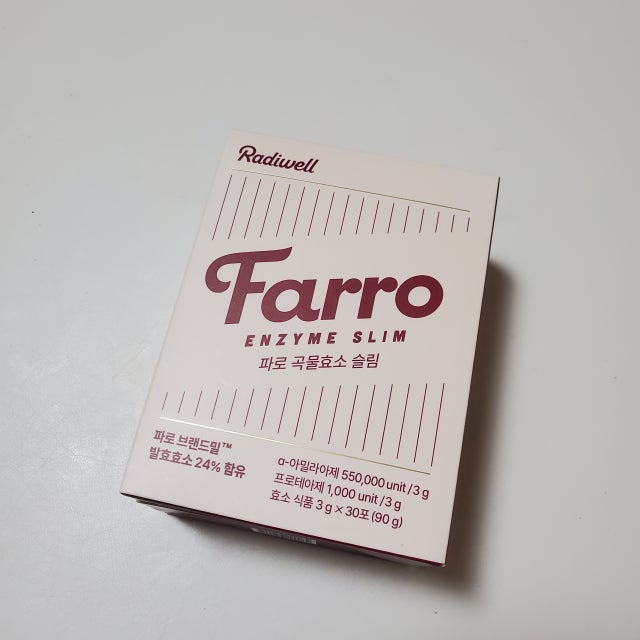 Radiwell
Farro
ENZYME SLIM
파로 곡물효소 슬림
파로 브랜드밀™
발효효소 24% 함유
α-아밀라아제 550,000 unit / 3 g
프로테아제 1,000 unit / 3 g
효소 식품 3 g × 30포 (90 g)